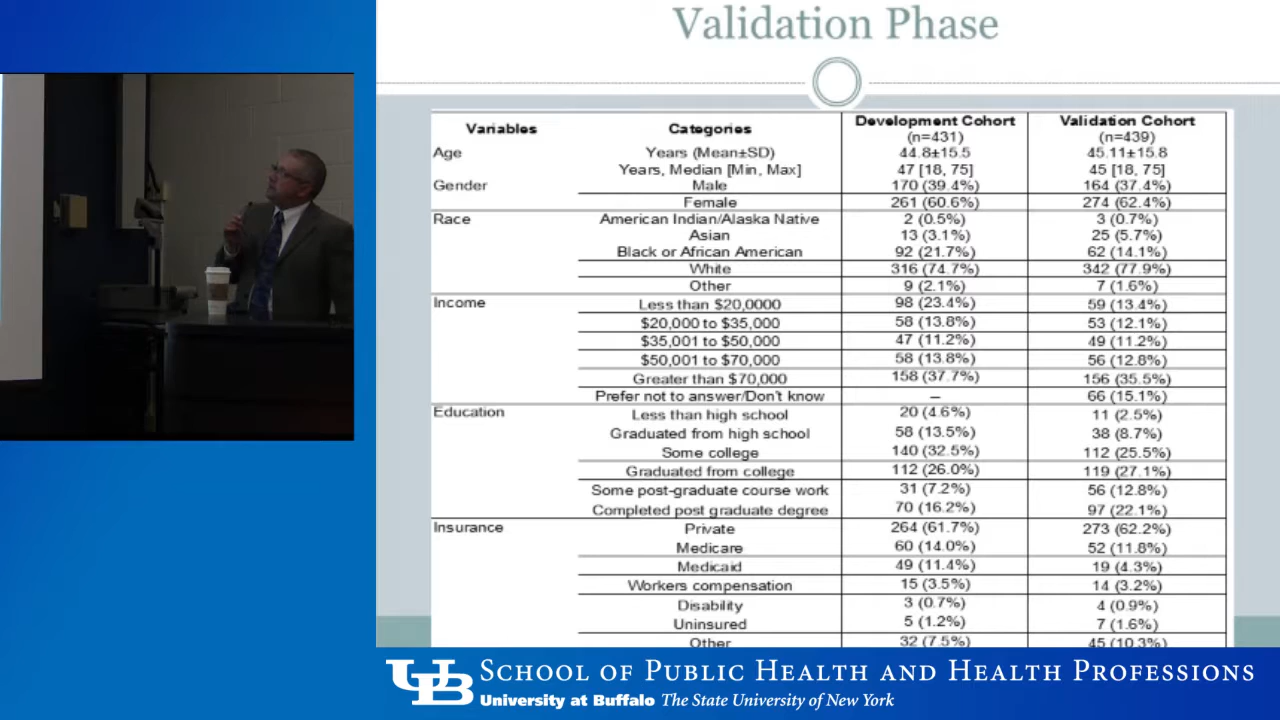 Validation Phase
Variables Categories Development Cohort (n=431) Validation Cohort (n=439)
Age Years (Mean±SD) 44.8±15.5 45.11±15.8
Years, Median [Min, Max] 47 [18, 75] 45 [18, 75]
Gender Male 170 (39.4%) 164 (37.4%)
Female 261 (60.6%) 274 (62.4%)
Race American Indian/Alaska Native 2 (0.5%) 3 (0.7%)
Asian 13 (3.1%) 25 (5.7%)
Black or African American 92 (21.7%) 62 (14.1%)
White 316 (74.7%) 342 (77.9%)
Other 9 (2.1%) 7 (1.6%)
Income Less than $20,0000 98 (23.4%) 59 (13.4%)
$20,000 to $35,000 58 (13.8%) 53 (12.1%)
$35,001 to $50,000 47 (11.2%) 49 (11.2%)
$50,001 to $70,000 58 (13.8%) 56 (12.8%)
Greater than $70,000 158 (37.7%) 156 (35.5%)
Prefer not to answer/Don't know – 66 (15.1%)
Education Less than high school 20 (4.6%) 11 (2.5%)
Graduated from high school 58 (13.5%) 38 (8.7%)
Some college 140 (32.5%) 112 (25.5%)
Graduated from college 112 (26.0%) 119 (27.1%)
Some post-graduate course work 31 (7.2%) 56 (12.8%)
Completed post graduate degree 70 (16.2%) 97 (22.1%)
Insurance Private 264 (61.7%) 273 (62.2%)
Medicare 60 (14.0%) 52 (11.8%)
Medicaid 49 (11.4%) 19 (4.3%)
Workers compensation 15 (3.5%) 14 (3.2%)
Disability 3 (0.7%) 4 (0.9%)
Uninsured 5 (1.2%) 7 (1.6%)
Other 32 (7.5%) 45 (10.3%)
UB SCHOOL OF PUBLIC HEALTH AND HEALTH PROFESSIONS
University at Buffalo The State University of New York